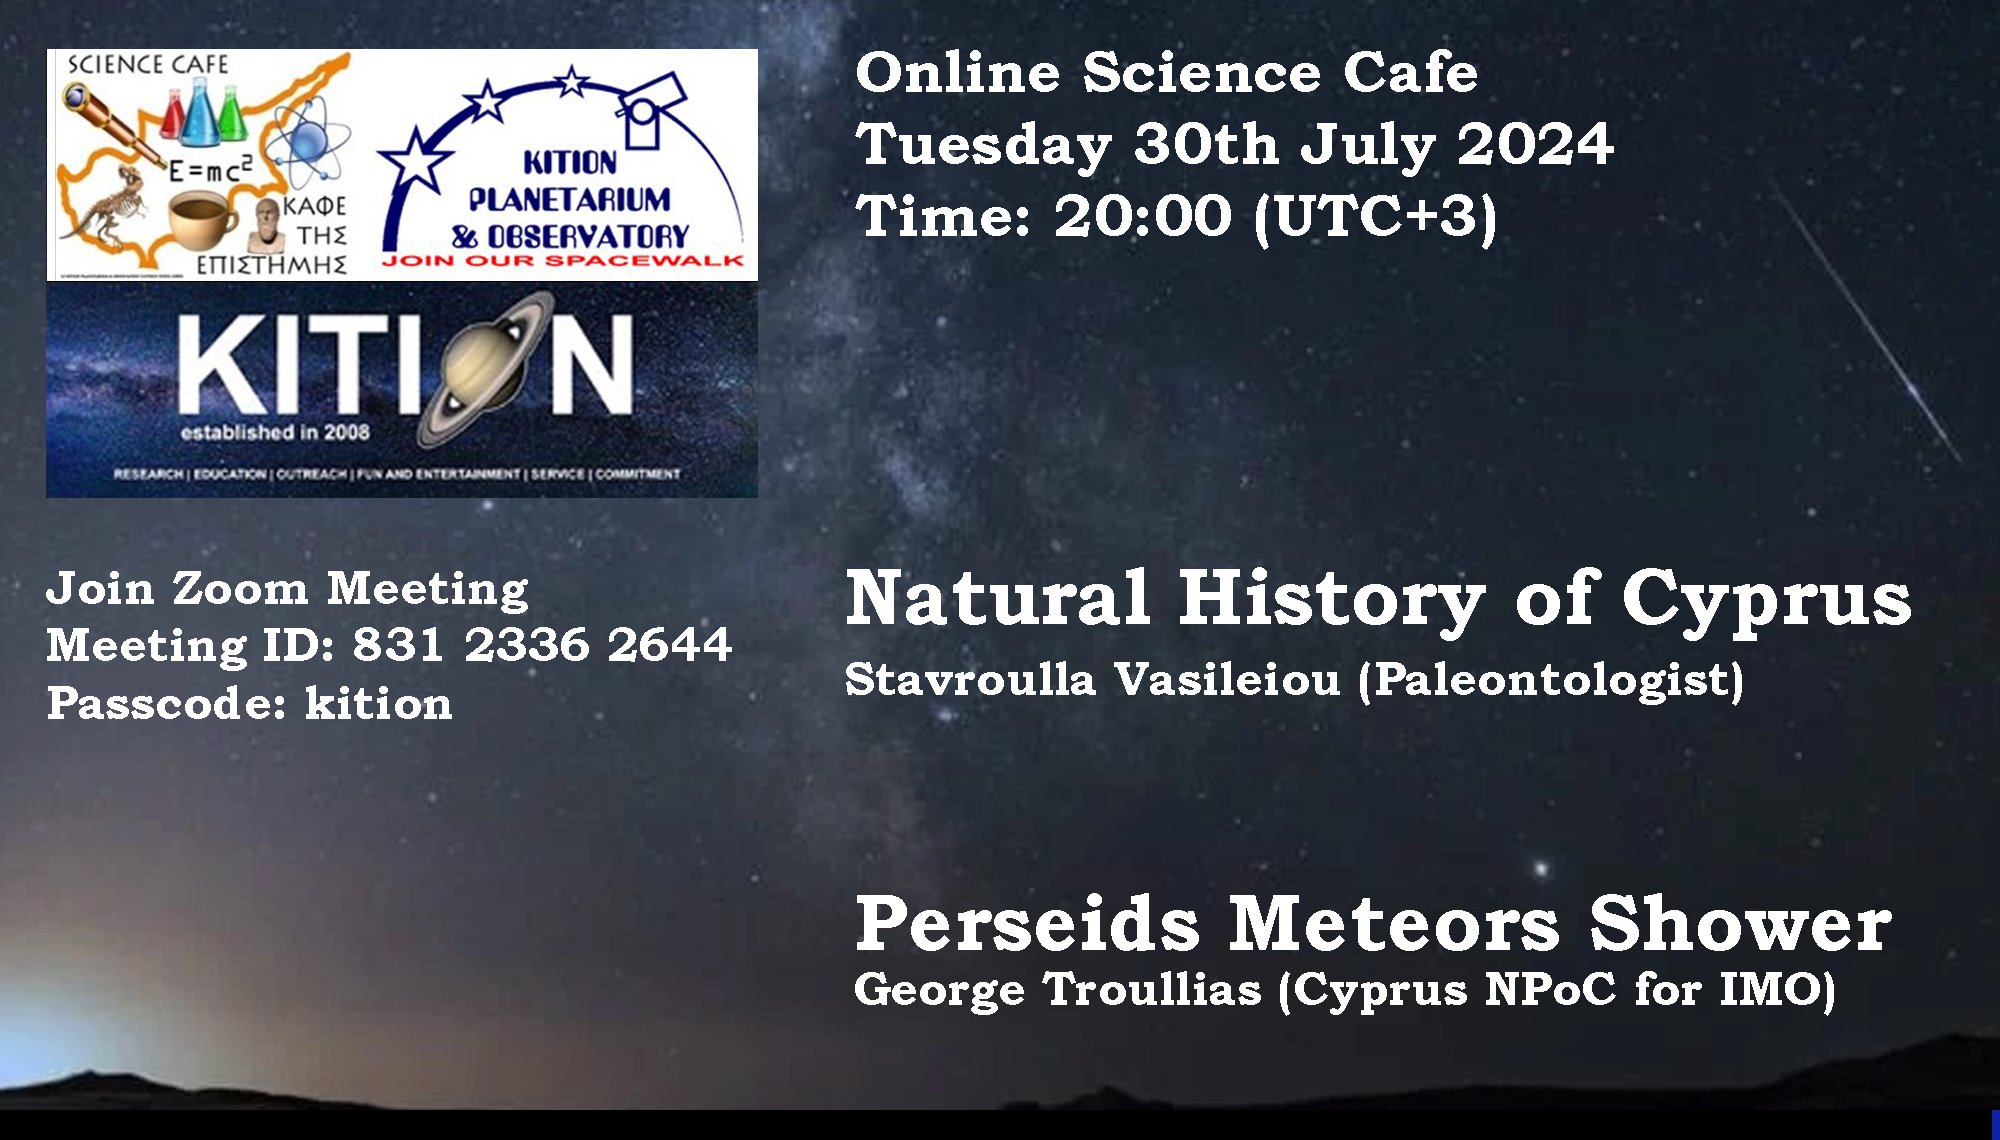 SCIENCE CAFE
E=mc²
ΚΑΦΕ
ΤΗΣ
ΕΠΙΣΤΗΜΗΣ
KITION
PLANETARIUM
& OBSERVATORY
JOIN OUR SPACEWALK
KITION
established in 2008
RESEARCH | EDUCATION | OUTREACH | FUN AND ENTERTAINMENT | SERVICE | COMMITMENT
Online Science Cafe
Tuesday 30th July 2024
Time: 20:00 (UTC+3)
Join Zoom Meeting
Meeting ID: 831 2336 2644
Passcode: kition
Natural History of Cyprus
Stavroulla Vasileiou (Paleontologist)
Perseids Meteors Shower
George Troullias (Cyprus NPoC for IMO)